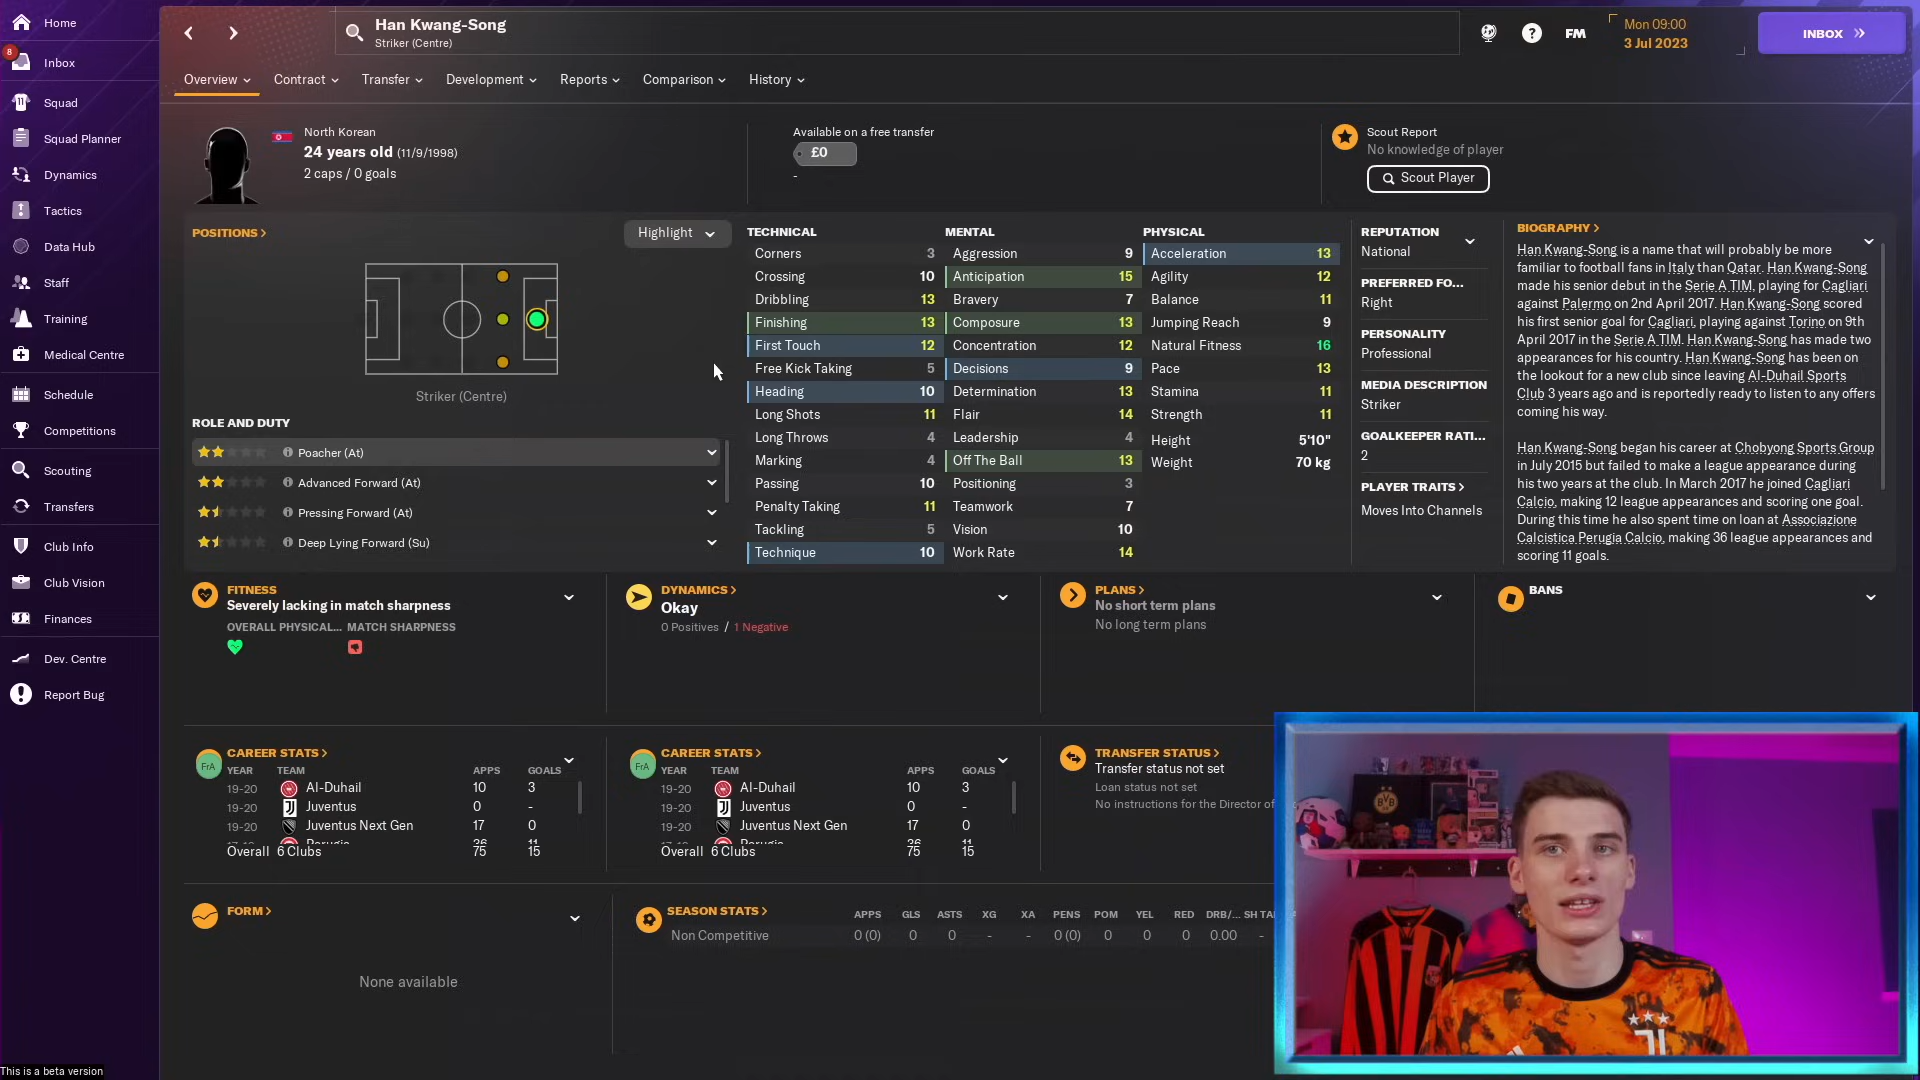 Home
8
Inbox
Squad
Squad Planner
Dynamics
Tactics
Data Hub
Staff
Training
Medical Centre
Schedule
Competitions
Scouting
Transfers
Club Info
Club Vision
Finances
Dev. Centre
Report Bug
This is a beta version
Han Kwang-Song
Striker (Centre)
FM
Mon 09:00
3 Jul 2023
INBOX
Overview
Contract
Transfer
Development
Reports
Comparison
History
North Korean
24 years old (11/9/1998)
2 caps / 0 goals
Available on a free transfer
£0
-
Scout Report
No knowledge of player
Scout Player
POSITIONS >
Highlight
Striker (Centre)
ROLE AND DUTY
Poacher (At)
Advanced Forward (At)
Pressing Forward (At)
Deep Lying Forward (Su)
TECHNICAL
Corners 3
Crossing 10
Dribbling 13
Finishing 13
First Touch 12
Free Kick Taking 5
Heading 10
Long Shots 11
Long Throws 4
Marking 4
Passing 10
Penalty Taking 11
Tackling 5
Technique 10
MENTAL
Aggression 9
Anticipation 15
Bravery 7
Composure 13
Concentration 12
Decisions 9
Determination 13
Flair 14
Leadership 4
Off The Ball 13
Positioning 3
Teamwork 7
Vision 10
Work Rate 14
PHYSICAL
Acceleration 13
Agility 12
Balance 11
Jumping Reach 9
Natural Fitness 16
Pace 13
Stamina 11
Strength 11
Height 5'10"
Weight 70 kg
REPUTATION
National
PREFERRED FO...
Right
PERSONALITY
Professional
MEDIA DESCRIPTION
Striker
GOALKEEPER RATI...
2
PLAYER TRAITS >
Moves Into Channels
BIOGRAPHY >
Han Kwang-Song is a name that will probably be more
familiar to football fans in Italy than Qatar. Han Kwang-Song
made his senior debut in the Serie A TIM, playing for Cagliari
against Palermo on 2nd April 2017. Han Kwang-Song scored
his first senior goal for Cagliari, playing against Torino on 9th
April 2017 in the Serie A TIM. Han Kwang-Song has made two
appearances for his country. Han Kwang-Song has been on
the lookout for a new club since leaving Al-Duhail Sports
Club 3 years ago and is reportedly ready to listen to any offers
coming his way.
Han Kwang-Song began his career at Chobyong Sports Group
in July 2015 but failed to make a league appearance during
his two years at the club. In March 2017 he joined Cagliari
Calcio, making 12 league appearances and scoring one goal.
During this time he also spent time on loan at Associazione
Calcistica Perugia Calcio, making 36 league appearances and
scoring 11 goals.
FITNESS
Severely lacking in match sharpness
OVERALL PHYSICAL... MATCH SHARPNESS
DYNAMICS >
Okay
0 Positives / 1 Negative
PLANS >
No short term plans
No long term plans
BANS
FrA
CAREER STATS >
YEAR TEAM APPS GOALS
19-20 Al-Duhail 10 3
19-20 Juventus 0 -
19-20 Juventus Next Gen 17 0
Overall 6 Clubs 75 15
FrA
CAREER STATS >
YEAR TEAM APPS GOALS
19-20 Al-Duhail 10 3
19-20 Juventus 0 -
19-20 Juventus Next Gen 17 0
Overall 6 Clubs 75 15
TRANSFER STATUS >
Transfer status not set
Loan status not set
No instructions for the Director of
FORM >
None available
SEASON STATS >
APPS GLS ASTS XG XA PENS POM YEL RED DRB/... SH TA
Non Competitive 0 (0) 0 0 - - 0 (0) 0 0 0 0.00 -
BVB
09